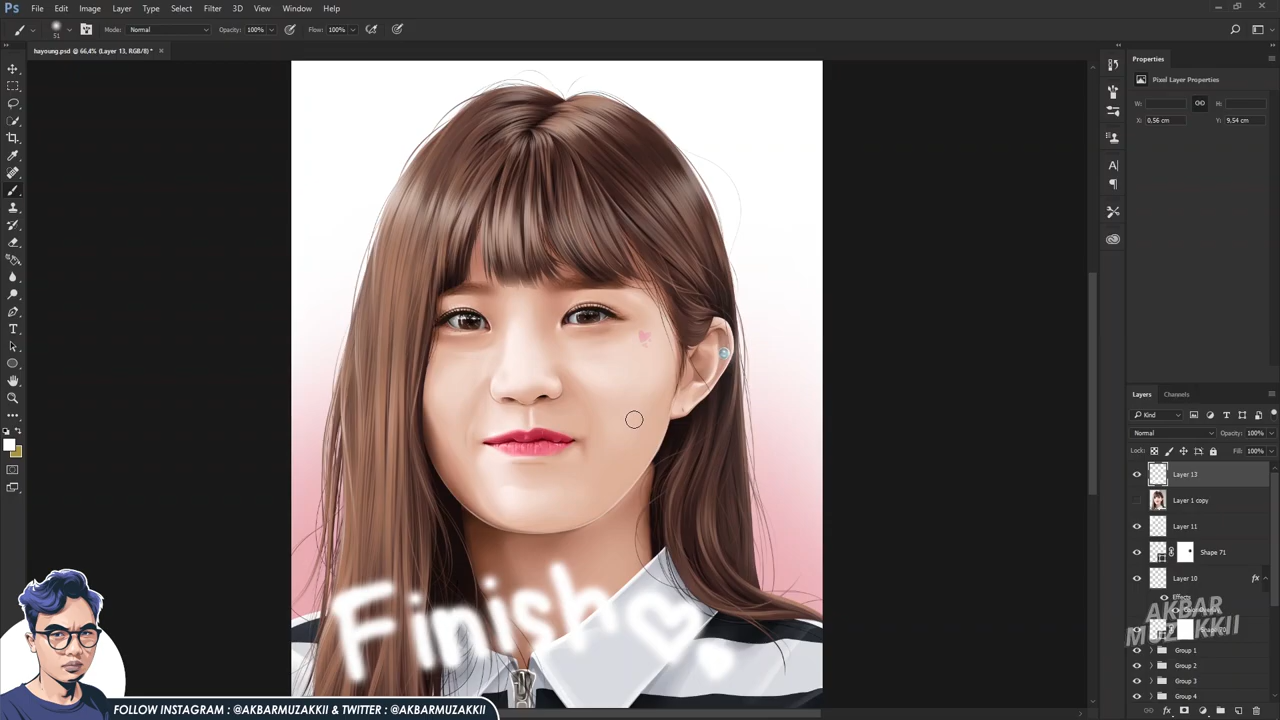 Ps File Edit Image Layer Type Select Filter 3D View Window Help
51 Mode: Normal Opacity: 100% Flow: 100%
hayoung.psd @ 66,4% (Layer 13, RGB/8) *
Properties
Pixel Layer Properties
W: H:
X: 0,56 cm Y: 9,54 cm
Layers Channels
Kind
Normal Opacity: 100%
Lock: Fill: 100%
Layer 13
Layer 1 copy
Layer 11
Shape 71
Layer 10 fx
Effects
AKBAR
MUZAKKII
Group 1
Group 2
Group 3
Group 4
Finish
FOLLOW INSTAGRAM : @AKBARMUZAKKII & TWITTER : @AKBARMUZAKKII